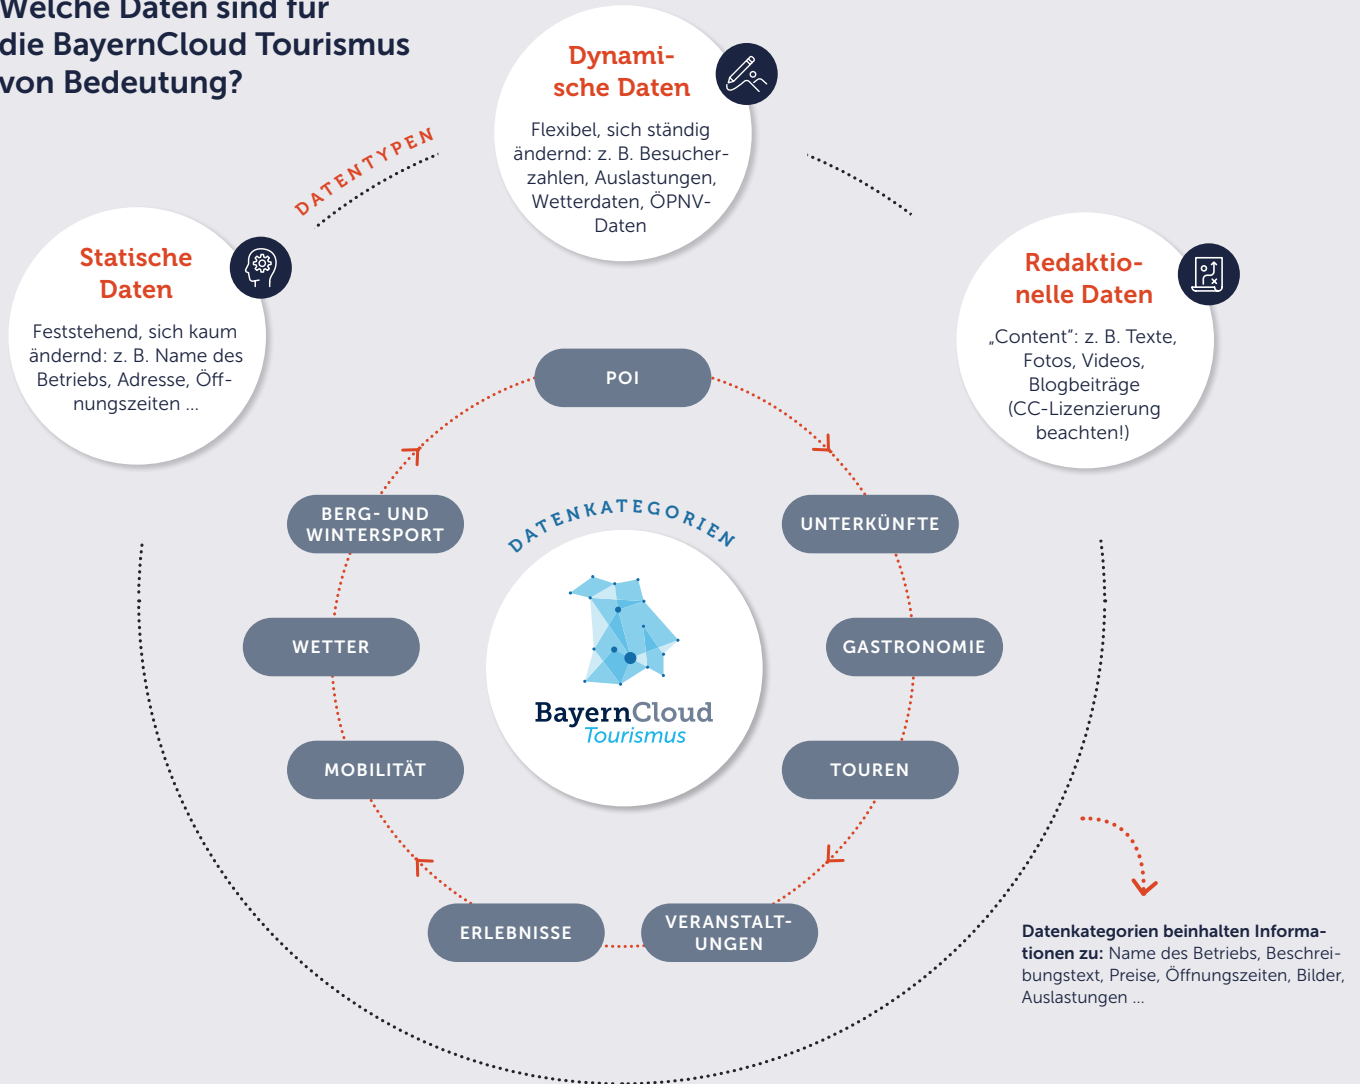 Welche Daten sind für
die BayernCloud Tourismus
von Bedeutung?
DATENTYPEN
Dynami-
sche Daten
Flexibel, sich ständig
ändernd: z. B. Besucher-
zahlen, Auslastungen,
Wetterdaten, ÖPNV-
Daten
Statische
Daten
Feststehend, sich kaum
ändernd: z. B. Name des
Betriebs, Adresse, Öff-
nungszeiten ...
Redaktio-
nelle Daten
„Content“: z. B. Texte,
Fotos, Videos,
Blogbeiträge
(CC-Lizenzierung
beachten!)
DATENKATEGORIEN
BayernCloud
Tourismus
POI
UNTERKÜNFTE
GASTRONOMIE
TOUREN
VERANSTALT-
UNGEN
ERLEBNISSE
MOBILITÄT
WETTER
BERG- UND
WINTERSPORT
Datenkategorien beinhalten Informa-
tionen zu: Name des Betriebs, Beschrei-
bungstext, Preise, Öffnungszeiten, Bilder,
Auslastungen ...